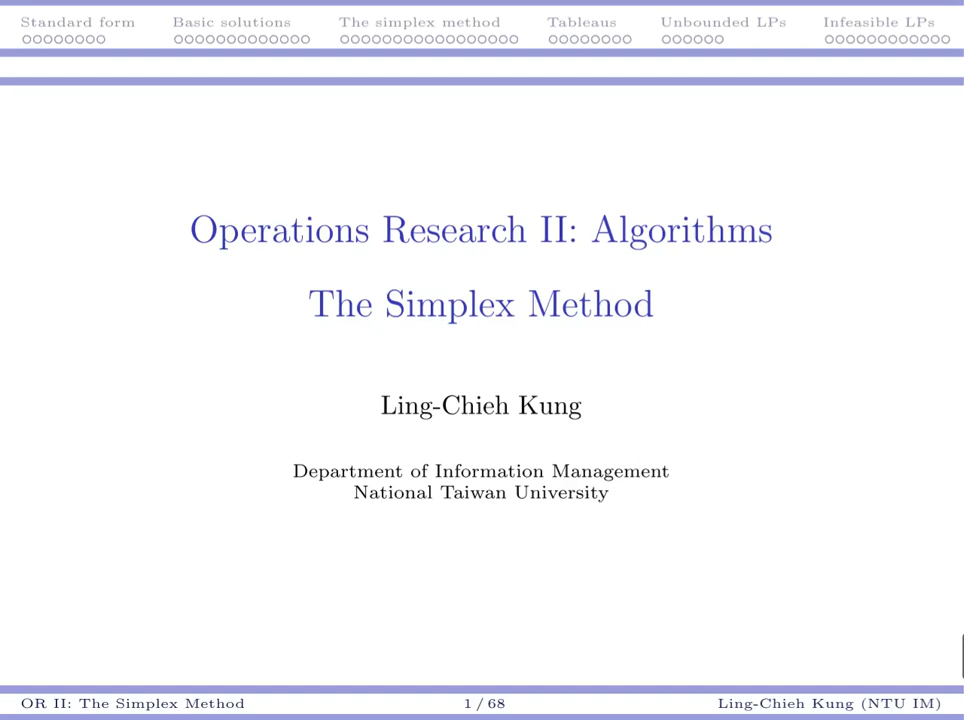 Standard form Basic solutions The simplex method Tableaus Unbounded LPs Infeasible LPs
Operations Research II: Algorithms
The Simplex Method
Ling-Chieh Kung
Department of Information Management
National Taiwan University
OR II: The Simplex Method 1 / 68 Ling-Chieh Kung (NTU IM)